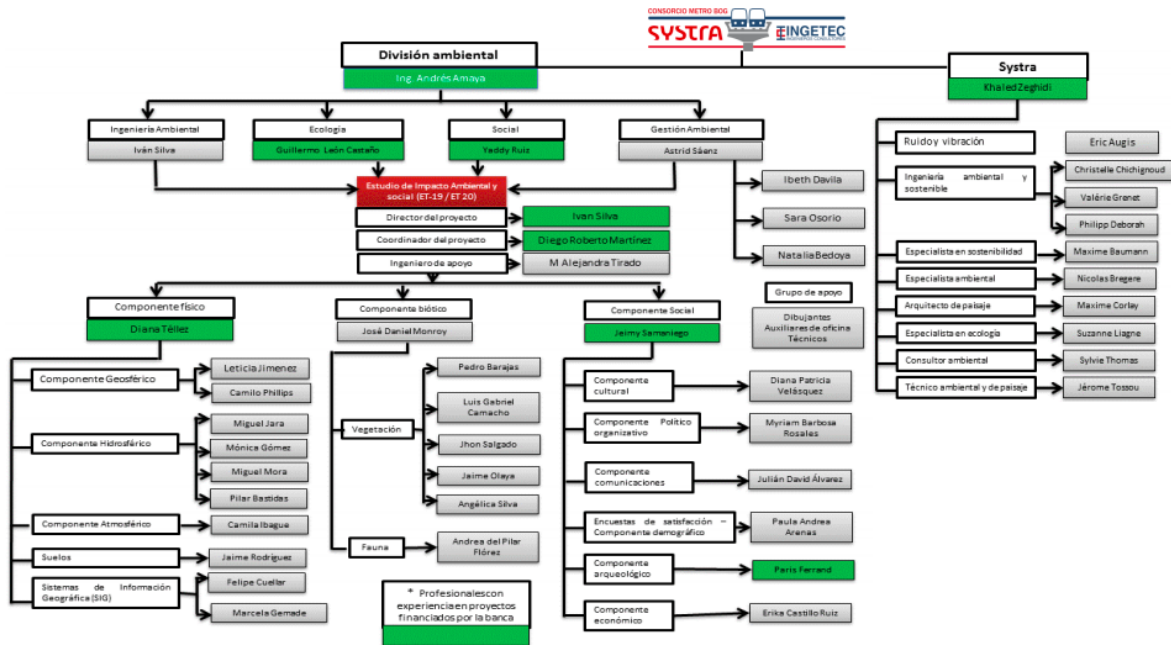 CONSORCIO METRO BOG
SYSTRA
INGETEC
División ambiental
Ing. Andrés Amaya
Systra
Khaled Zeghidi
Ingeniería Ambiental
Iván Silva
Ecología
Guillermo León Castaño
Social
Yeddy Ruiz
Gestión Ambiental
Astrid Sáenz
Estudio de Impacto Ambiental y
social (ET-19 / ET 20)
Director del proyecto
Ivan Silva
Coordinador del proyecto
Diego Roberto Martínez
Ingeniero de apoyo
M Alejandra Tirado
Ibeth Davila
Sara Osorio
Natalia Bedoya
Grupo de apoyo
Dibujantes
Auxiliares de oficina
Técnicos
Ruido y vibración
Eric Augis
Ingeniería ambiental y
sostenible
Christelle Chichignoud
Valérie Grenet
Philipp Deborah
Especialista en sostenibilidad
Maxime Baumann
Especialista ambiental
Nicolas Bregere
Arquitecto de paisaje
Maxime Corlay
Especialista en ecología
Suzanne Liagne
Consultor ambiental
Sylvie Thomas
Técnico ambiental y de paisaje
Jérome Tossou
Componente físico
Diana Téllez
Componente Geosférico
Leticia Jimenez
Camilo Phillips
Componente Hidrosférico
Miguel Jara
Mónica Gómez
Miguel Mora
Pilar Bastidas
Componente Atmosférico
Camila Ibague
Suelos
Jaime Rodríguez
Sistemas de Información
Geográfica (SIG)
Felipe Cuellar
Marcela Gemade
Componente biótico
José Daniel Monroy
Vegetación
Pedro Barajas
Luis Gabriel
Camacho
Jhon Salgado
Jaime Olaya
Angélica Silva
Fauna
Andrea del Pilar
Flórez
* Profesionales con
experiencia en proyectos
financiados por la banca
Componente Social
Jeimy Samaniego
Componente
cultural
Diana Patricia
Velásquez
Componente Político
organizativo
Myriam Barbosa
Rosales
Componente
comunicaciones
Julián David Álvarez
Encuestas de satisfacción –
Componente demográfico
Paula Andrea
Arenas
Componente
arqueológico
Paris Ferrand
Componente
económico
Erika Castillo Ruiz